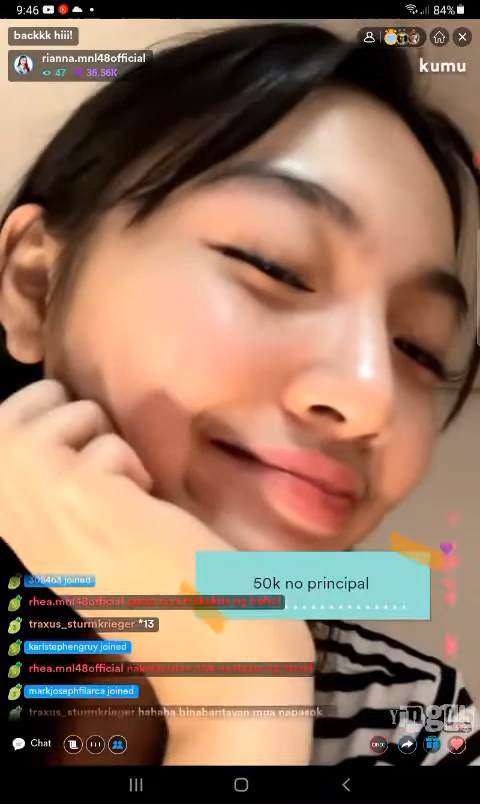 9:46
84%
backkk hiii!
rianna.mnl48official
47
36.56K
kumu
50k no principal
308463 joined
rhea.mnl48official
traxus_sturmkrieger *13
karlstephengruy joined
rhea.mnl48official
markjosephfilarca joined
traxus_sturmkrieger hahaha binabantayan mga napasok
Chat